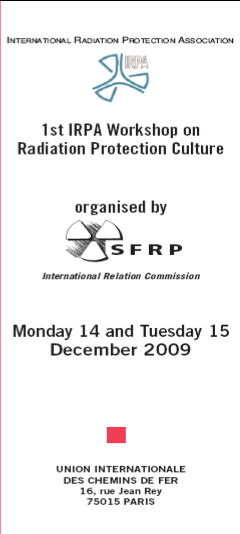 INTERNATIONAL RADIATION PROTECTION ASSOCIATION
IRPA
1st IRPA Workshop on
Radiation Protection Culture
organised by
SFRP
International Relation Commission
Monday 14 and Tuesday 15
December 2009
UNION INTERNATIONALE
DES CHEMINS DE FER
16, rue Jean Rey
75015 PARIS